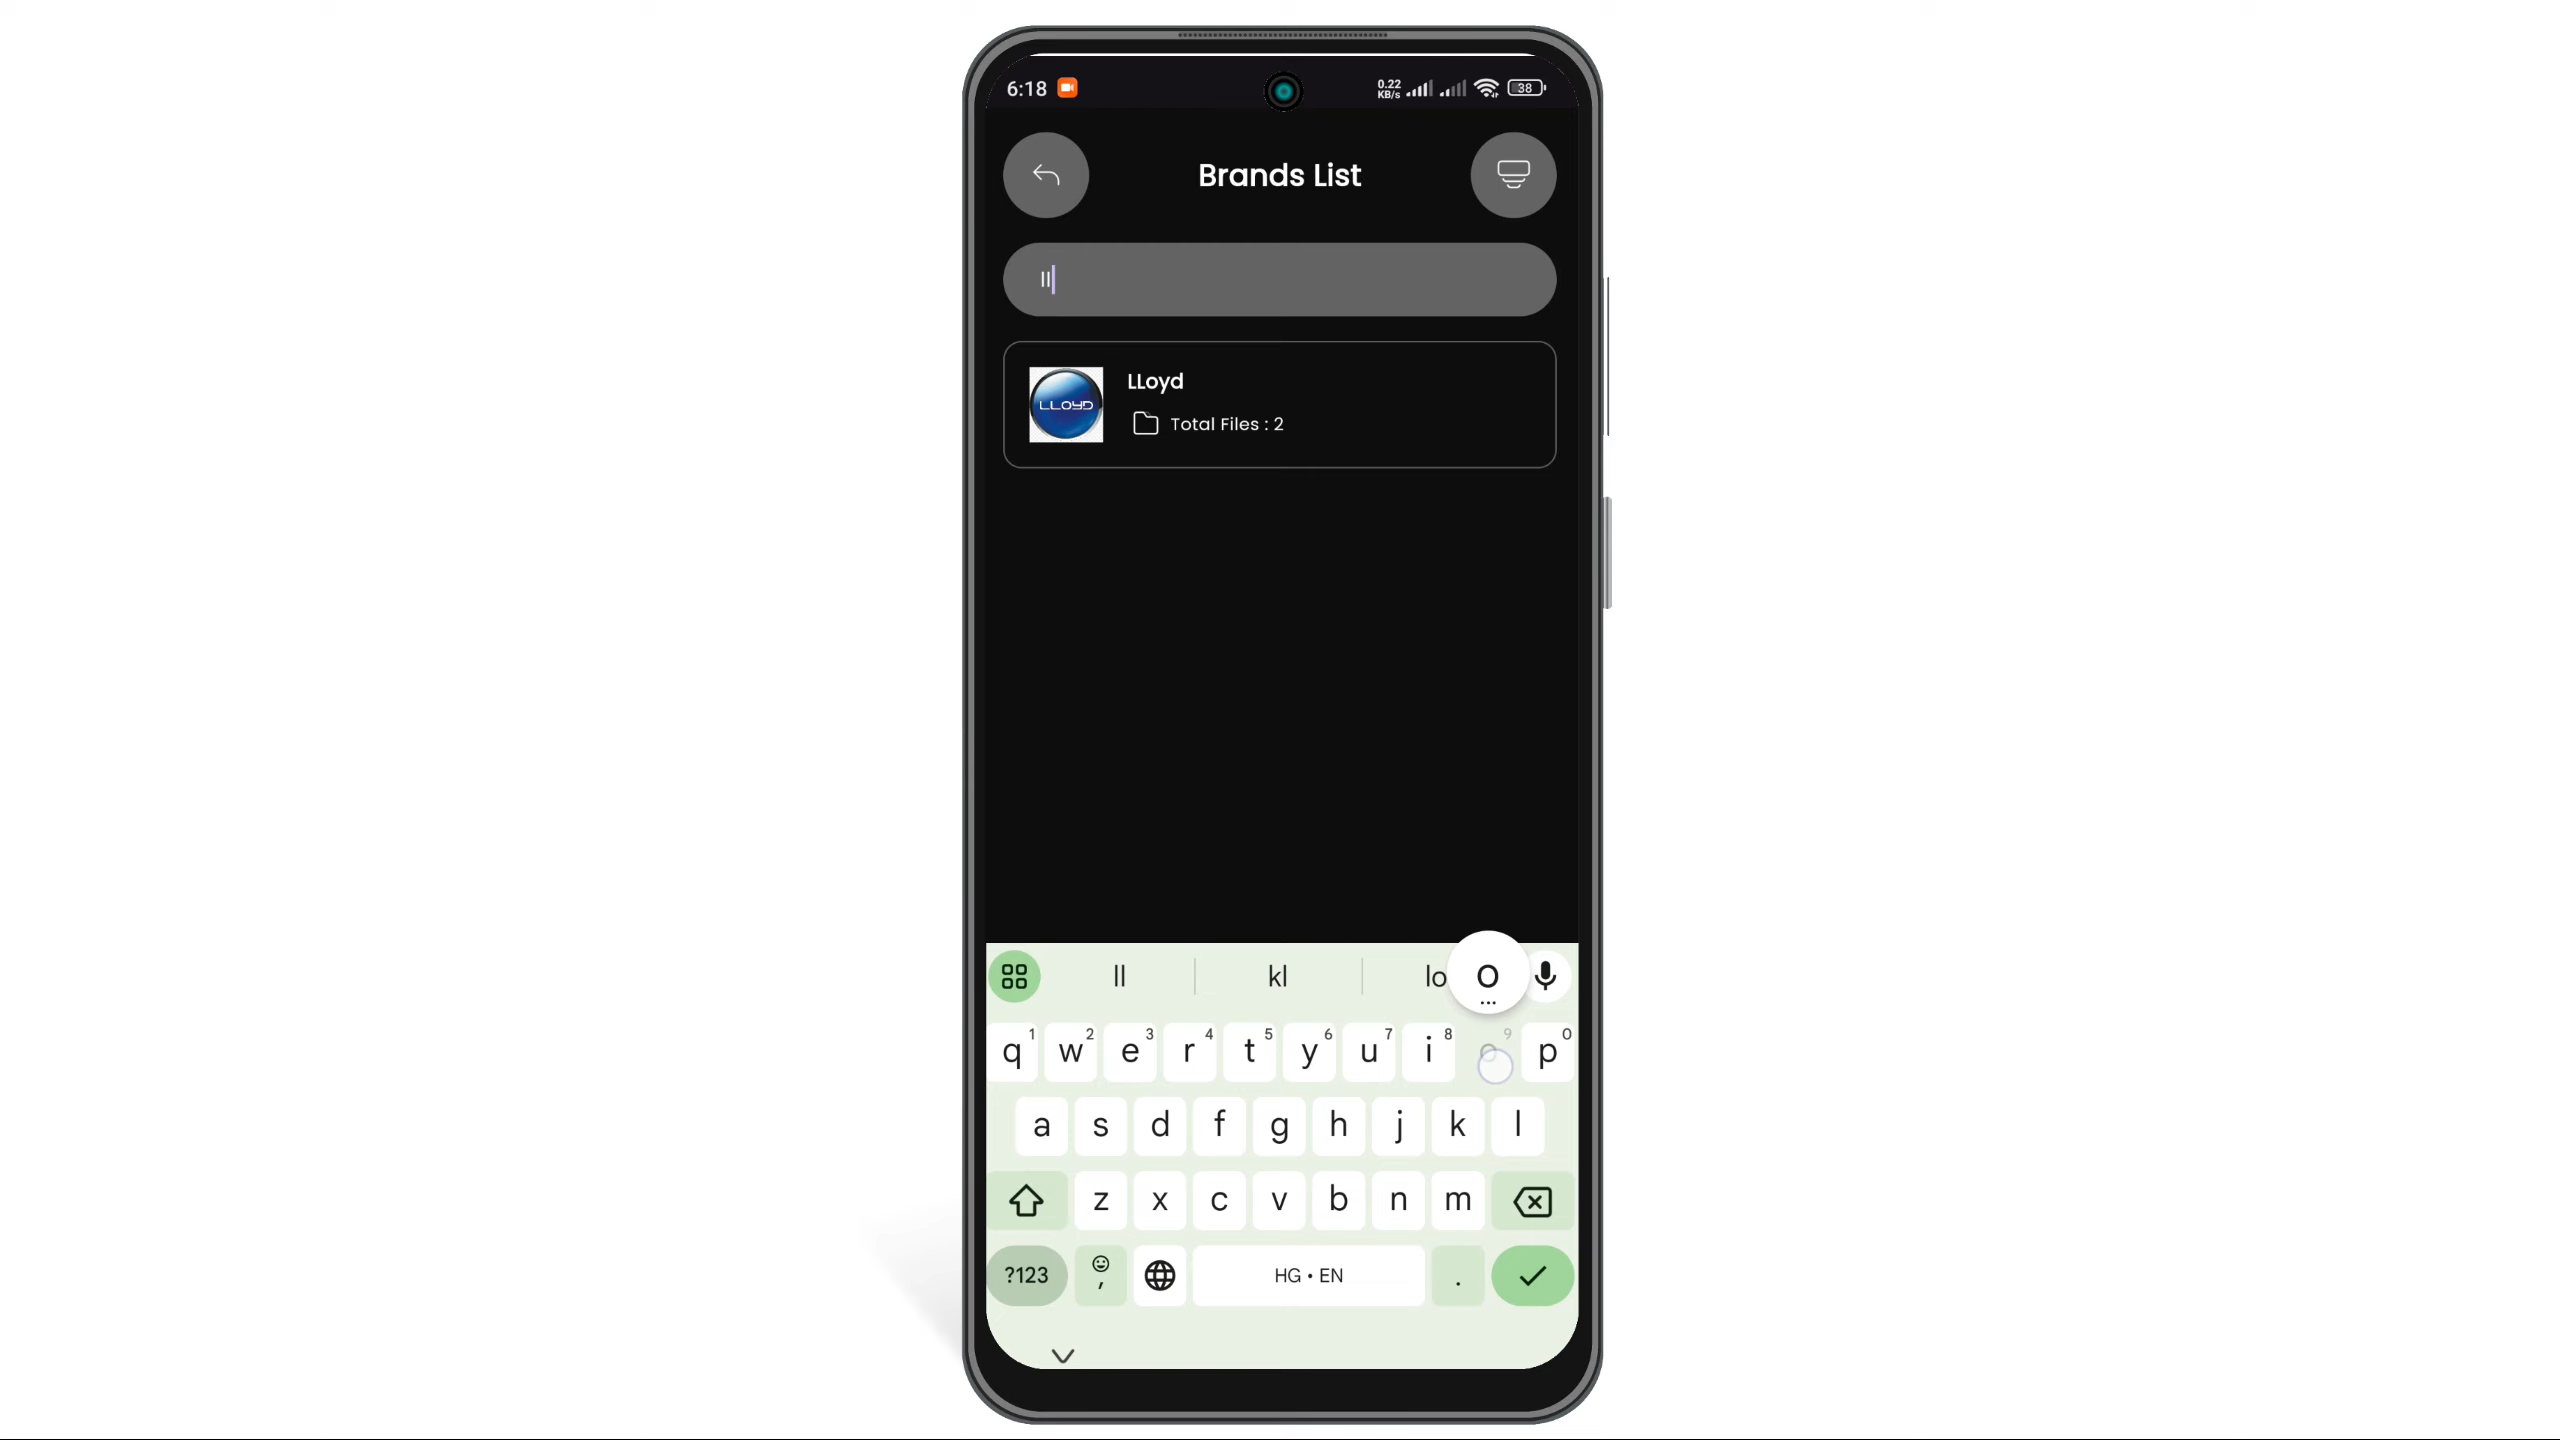 6:18
0.22
KB/s
38
Brands List
ll
LLOYD
LLoyd
Total Files : 2
ll
kl
lo
o
...
q 1
w 2
e 3
r 4
t 5
y 6
u 7
i 8
o 9
p 0
a s d f g h j k l
z x c v b n m
?123
,
HG • EN
.